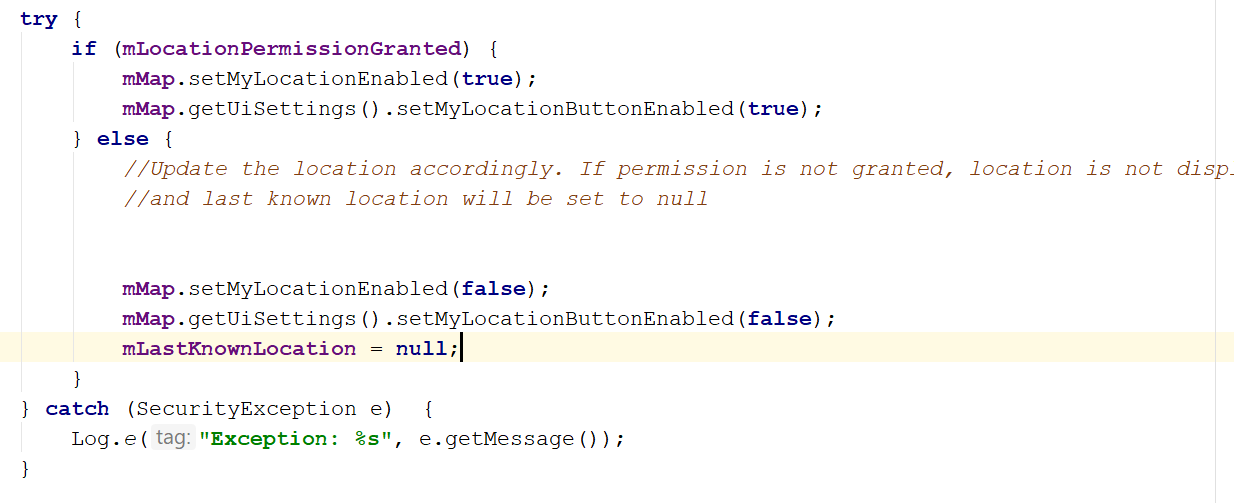 try {
    if (mLocationPermissionGranted) {
        mMap.setMyLocationEnabled(true);
        mMap.getUiSettings().setMyLocationButtonEnabled(true);
    } else {
        //Update the location accordingly. If permission is not granted, location is not displ
        //and last known location will be set to null
        mMap.setMyLocationEnabled(false);
        mMap.getUiSettings().setMyLocationButtonEnabled(false);
        mLastKnownLocation = null;
    }
} catch (SecurityException e)  {
    Log.e( tag: "Exception: %s", e.getMessage());
}